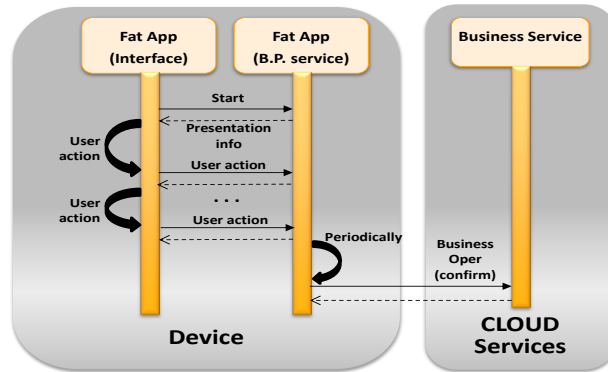 Fat App
(Interface)
Fat App
(B.P. service)
Business Service
Start
Presentation
info
User
action
User action
User
action
. . .
User action
Periodically
Business
Oper
(confirm)
Device
CLOUD
Services